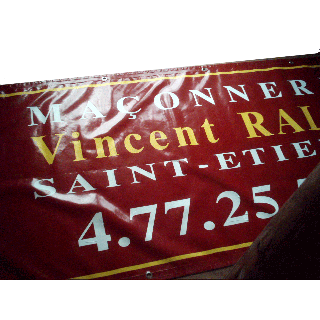 MAÇONNER
Vincent RAL
SAINT-ETIE
4.77.25